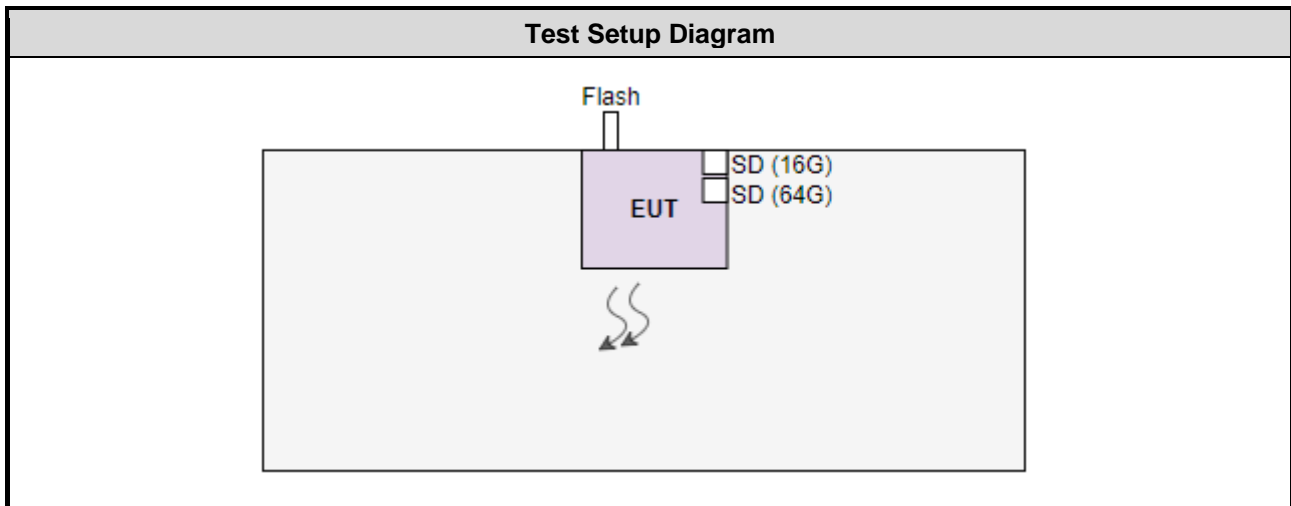 Test Setup Diagram
Flash
SD (16G)
SD (64G)
EUT